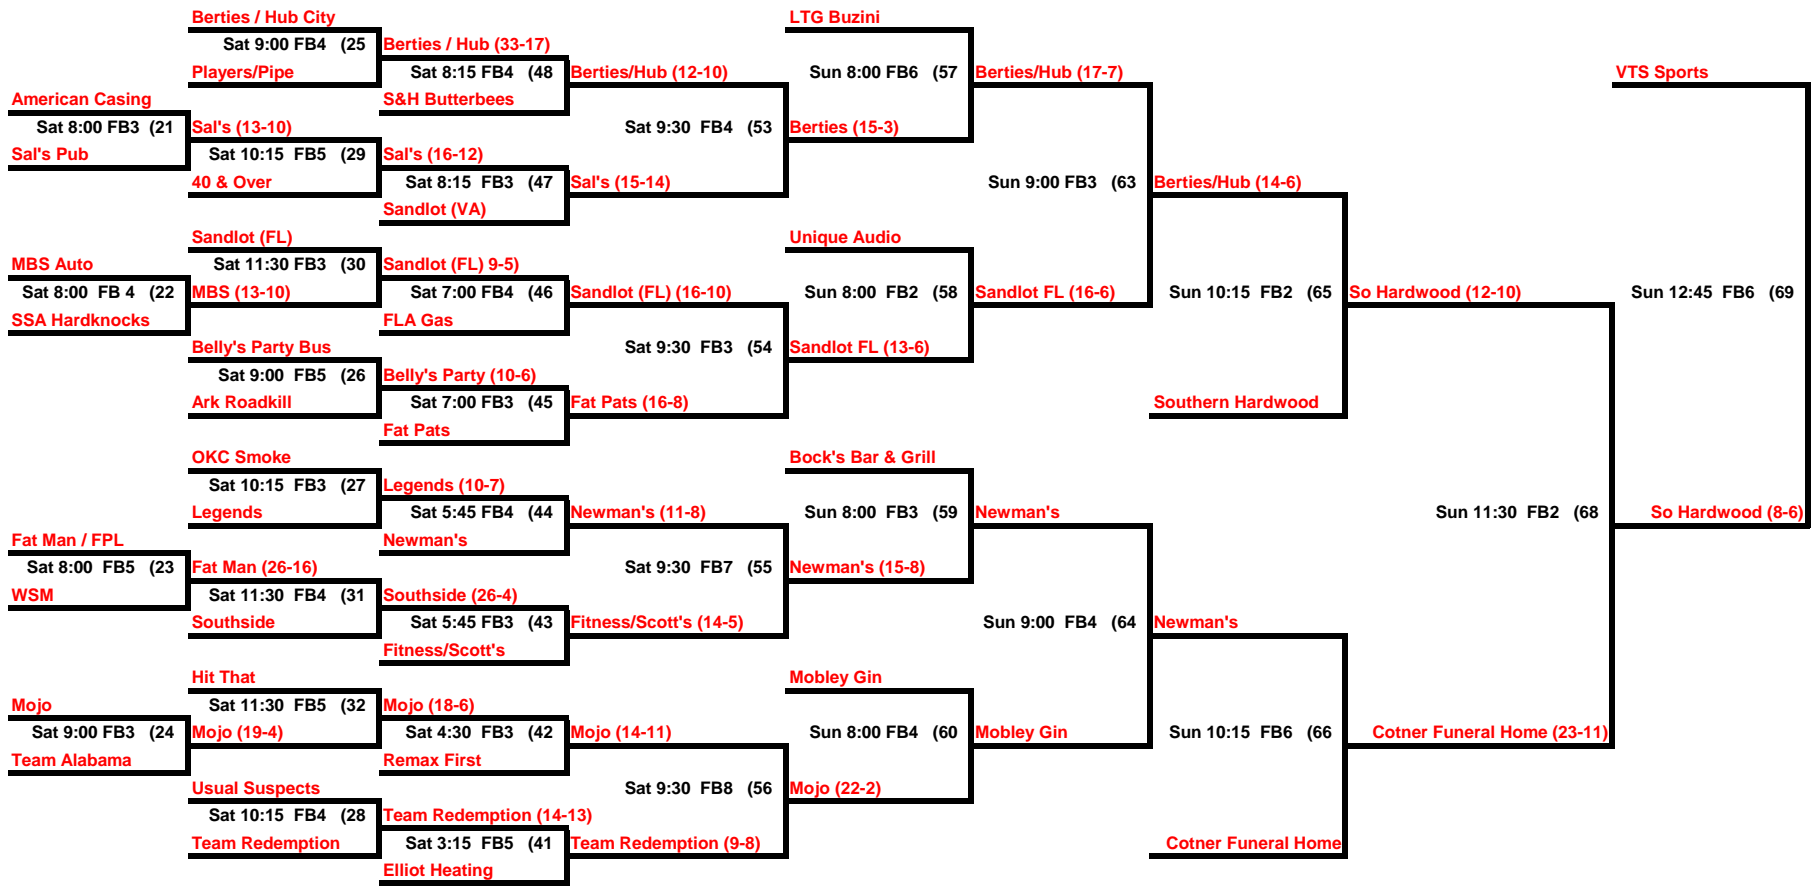 Berties / Hub City
LTG Buzini
Sat 9:00 FB4 (25
Berties / Hub (33-17)
Players/Pipe
Sat 8:15 FB4 (48
Berties/Hub (12-10)
Sun 8:00 FB6 (57
Berties/Hub (17-7)
VTS Sports
American Casing
S&H Butterbees
Sat 8:00 FB3 (21
Sal's (13-10)
Sat 9:30 FB4 (53
Berties (15-3)
Sal's Pub
Sat 10:15 FB5 (29
Sal's (16-12)
40 & Over
Sat 8:15 FB3 (47
Sal's (15-14)
Sun 9:00 FB3 (63
Berties/Hub (14-6)
Sandlot (VA)
Sandlot (FL)
Unique Audio
MBS Auto
Sat 11:30 FB3 (30
Sandlot (FL) 9-5)
Sat 8:00 FB 4 (22
MBS (13-10)
Sat 7:00 FB4 (46
Sandlot (FL) (16-10)
Sun 8:00 FB2 (58
Sandlot FL (16-6)
Sun 10:15 FB2 (65
So Hardwood (12-10)
Sun 12:45 FB6 (69
SSA Hardknocks
FLA Gas
Belly's Party Bus
Sat 9:30 FB3 (54
Sandlot FL (13-6)
Sat 9:00 FB5 (26
Belly's Party (10-6)
Ark Roadkill
Sat 7:00 FB3 (45
Fat Pats (16-8)
Southern Hardwood
Fat Pats
OKC Smoke
Bock's Bar & Grill
Sat 10:15 FB3 (27
Legends (10-7)
Legends
Sat 5:45 FB4 (44
Newman's (11-8)
Sun 8:00 FB3 (59
Newman's
Sun 11:30 FB2 (68
So Hardwood (8-6)
Fat Man / FPL
Newman's
Sat 8:00 FB5 (23
Fat Man (26-16)
Sat 9:30 FB7 (55
Newman's (15-8)
WSM
Sat 11:30 FB4 (31
Southside (26-4)
Southside
Sat 5:45 FB3 (43
Fitness/Scott's (14-5)
Sun 9:00 FB4 (64
Newman's
Fitness/Scott's
Hit That
Mobley Gin
Mojo
Sat 11:30 FB5 (32
Mojo (18-6)
Sat 9:00 FB3 (24
Mojo (19-4)
Sat 4:30 FB3 (42
Mojo (14-11)
Sun 8:00 FB4 (60
Mobley Gin
Sun 10:15 FB6 (66
Cotner Funeral Home (23-11)
Team Alabama
Remax First
Usual Suspects
Sat 9:30 FB8 (56
Mojo (22-2)
Sat 10:15 FB4 (28
Team Redemption (14-13)
Team Redemption
Sat 3:15 FB5 (41
Team Redemption (9-8)
Cotner Funeral Home
Elliot Heating